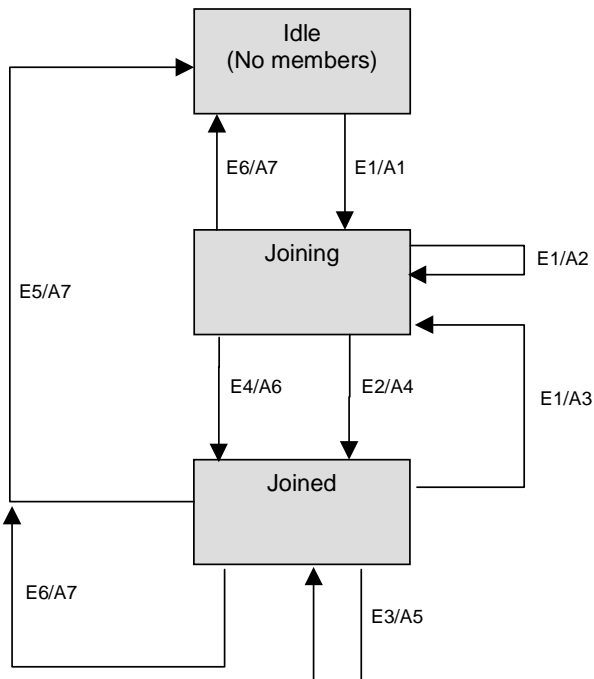 Idle
(No members)
E6/A7
E1/A1
Joining
E1/A2
E5/A7
E4/A6
E2/A4
E1/A3
Joined
E6/A7
E3/A5